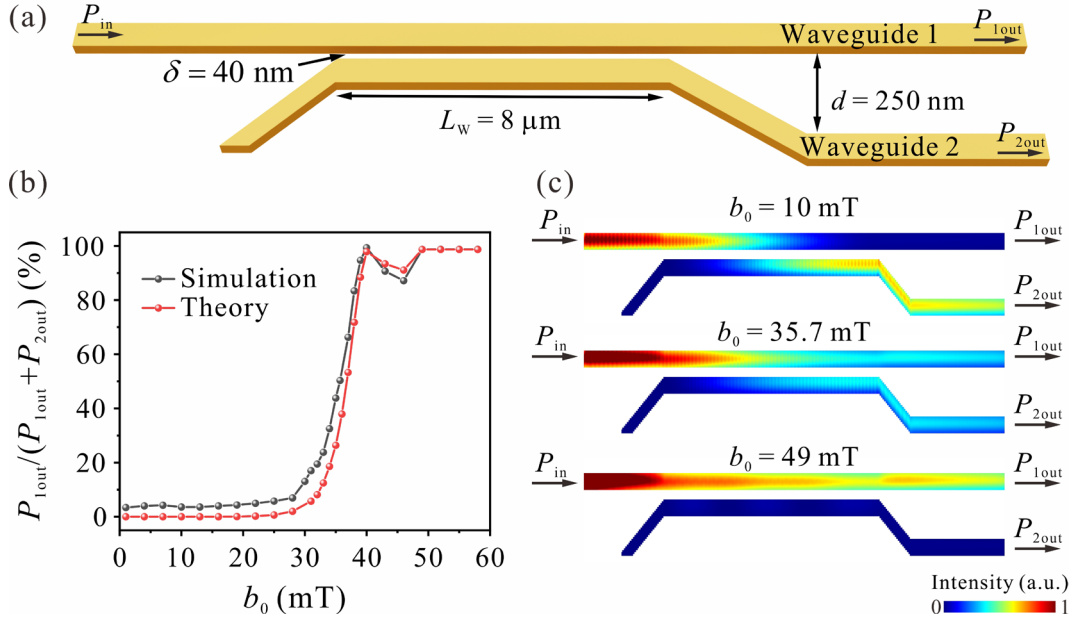 (a)
P_in
Waveguide 1
P_1out
δ = 40 nm
L_W = 8 μm
d = 250 nm
Waveguide 2
P_2out
(b)
P_1out/(P_1out+P_2out) (%)
100
80
60
40
20
0
Simulation
Theory
0 10 20 30 40 50 60
b_0 (mT)
(c)
b_0 = 10 mT
P_in
P_1out
P_2out
b_0 = 35.7 mT
P_in
P_1out
P_2out
b_0 = 49 mT
P_in
P_1out
P_2out
Intensity (a.u.)
0 1